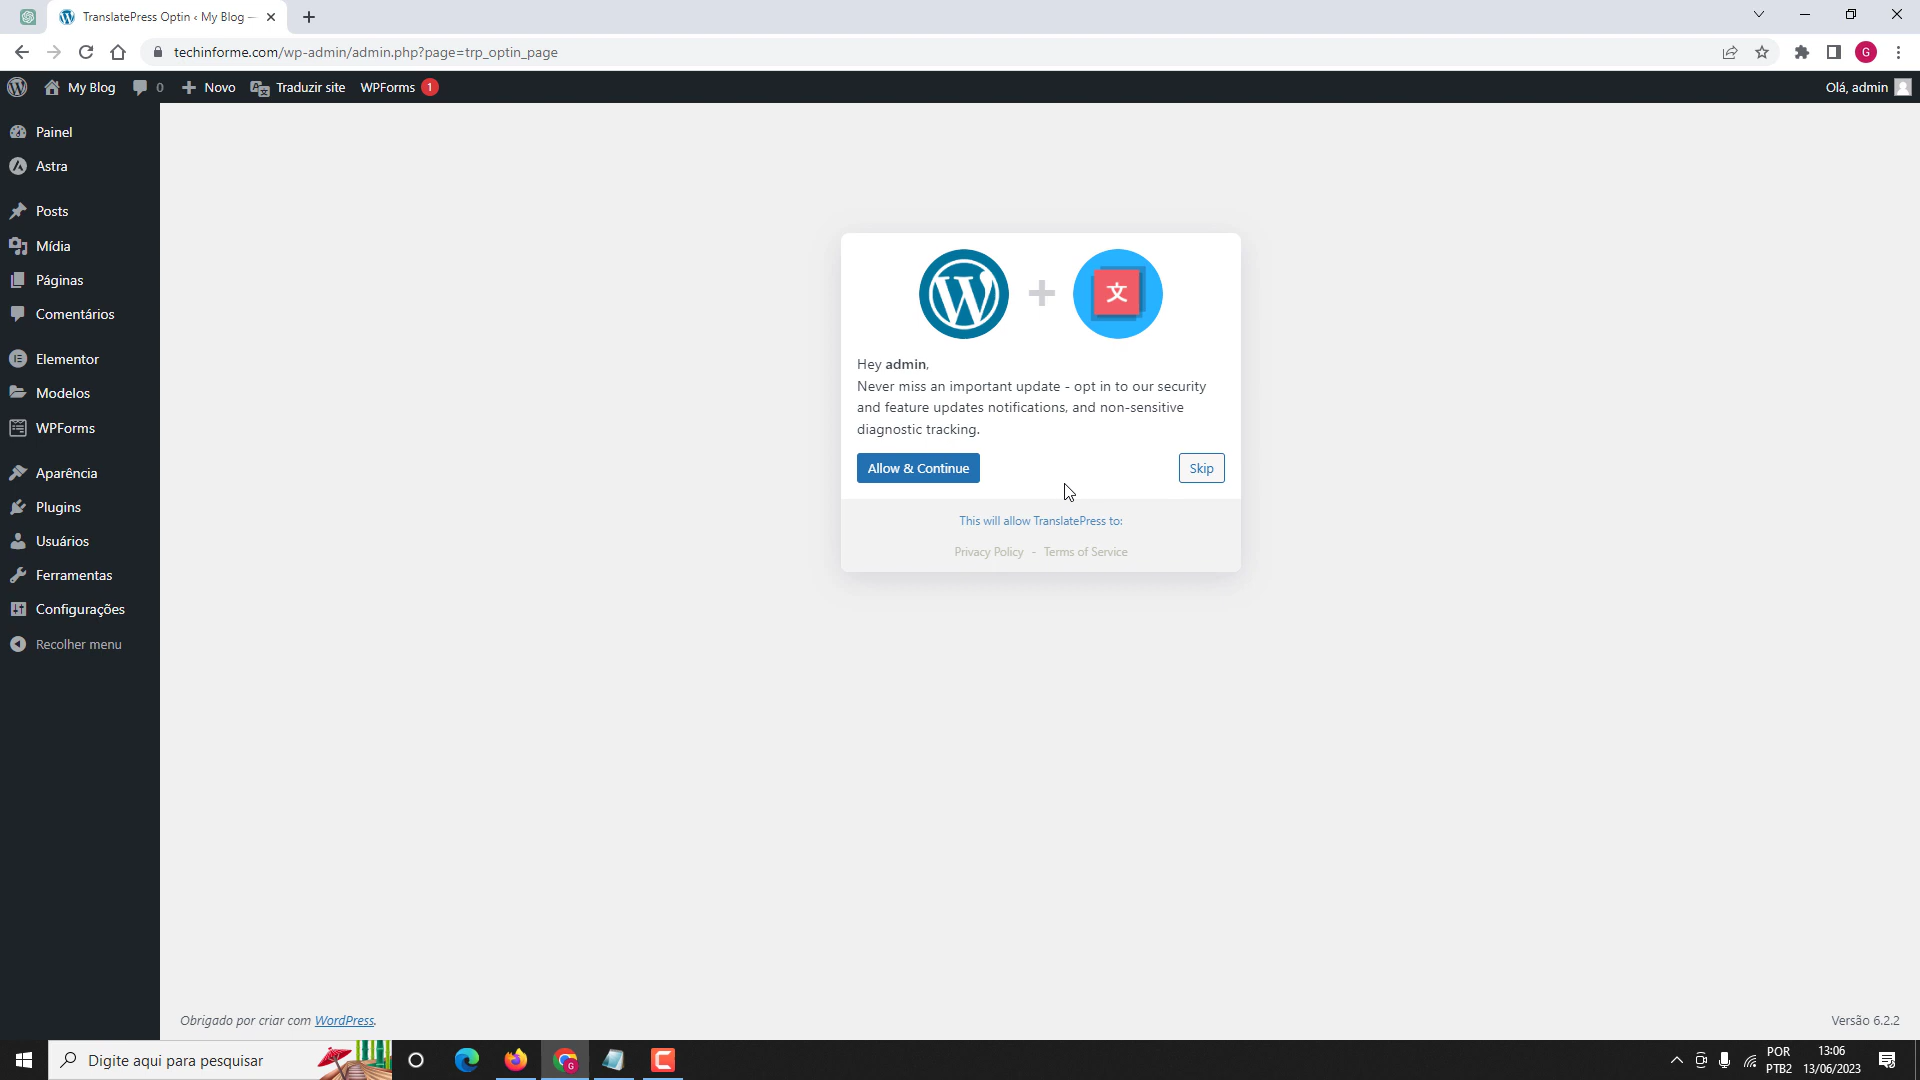 TranslatePress Optin ‹ My Blog —
techinforme.com/wp-admin/admin.php?page=trp_optin_page
G
My Blog
0
Novo
Traduzir site
WPForms
1
Olá, admin
Painel
Astra
Posts
Mídia
Páginas
Comentários
Elementor
Modelos
WPForms
Aparência
Plugins
Usuários
Ferramentas
Configurações
Recolher menu
文
Hey admin,
Never miss an important update - opt in to our security
and feature updates notifications, and non-sensitive
diagnostic tracking.
Allow & Continue
Skip
This will allow TranslatePress to:
Privacy Policy - Terms of Service
Obrigado por criar com WordPress.
Versão 6.2.2
Digite aqui para pesquisar
G
POR
PTB2
13:06
13/06/2023